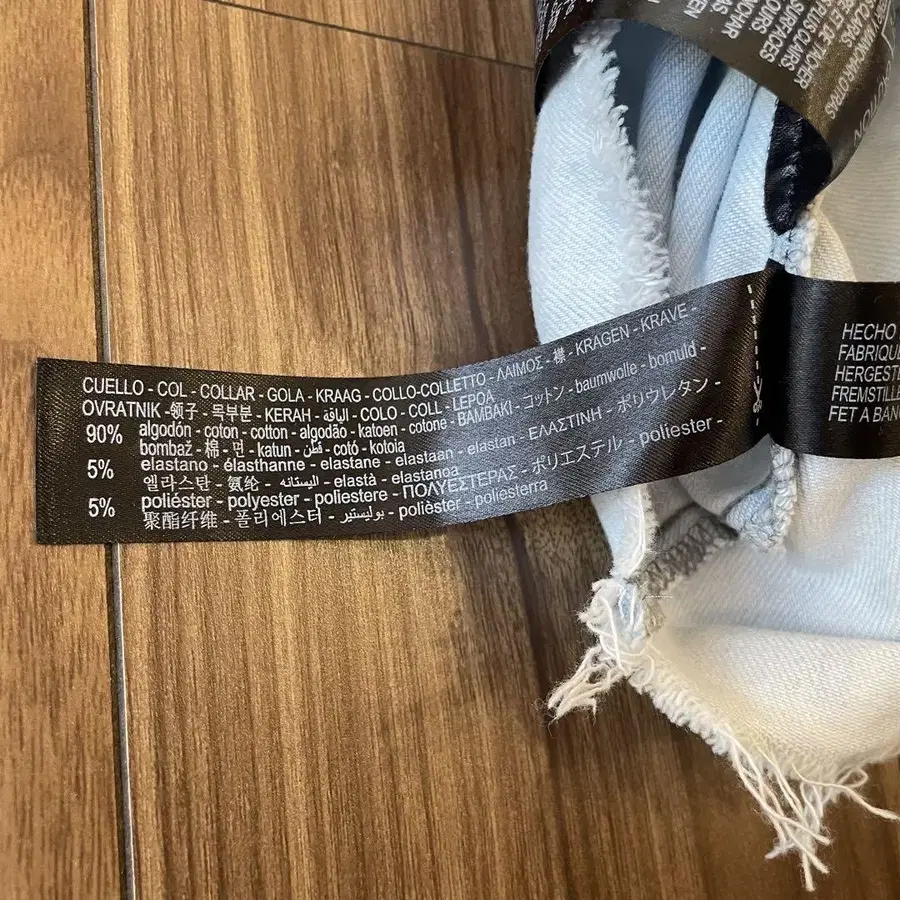 CUELLO - COL - COLLAR - GOLA - KRAAG - COLLO-COLLETTO - ΛΑΙΜΟΣ - 襟 - KRAGEN - KRAVE -
OVRATNIK -领子- 목부분 - KERAH - الياقة - COLO - COLL - LEPOA
90% algodón - coton - cotton - algodão - katoen - cotone - BAMBAKI - コットン - baumwolle - bomuld -
bombaž - 棉 - 면 - katun - قطن - cotó - kotoia
5% elastano - élasthanne - elastane - elastaan - elastan - ΕΛΑΣΤΙΝΗ - ポリウレタン -
엘라스탄 - 氨纶 - اليستانه - elastà - elastanoa
5% poliéster - polyester - poliestere - ΠΟΛΥΕΣΤΕΡΑΣ - ポリエステル - poliester -
聚酯纤维 - 폴리에스터 - بوليستير - polièster - poliesterra
HECHO
FABRIQUE
HERGESTE
FREMSTILLE
FET A BANG